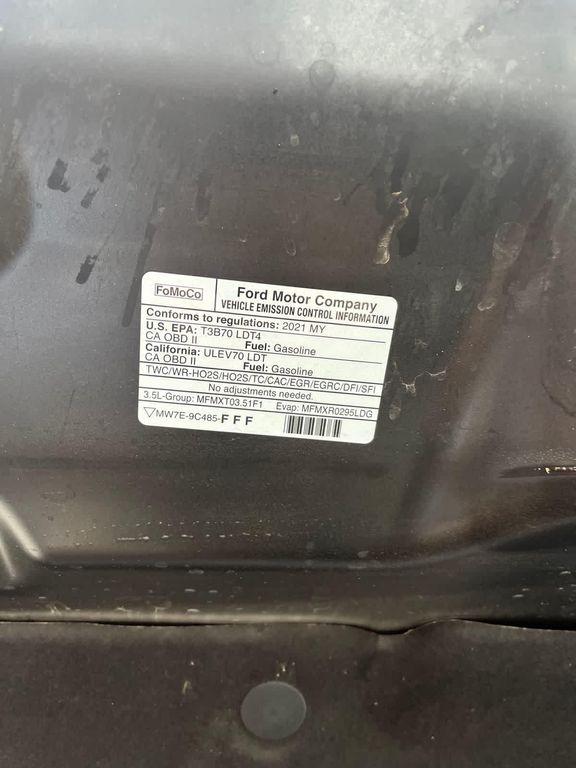 FoMoCo
Ford Motor Company
VEHICLE EMISSION CONTROL INFORMATION
Conforms to regulations: 2021 MY
U.S. EPA: T3B70 LDT4
CA OBD II Fuel: Gasoline
California: ULEV70 LDT
CA OBD II Fuel: Gasoline
TWC/WR-HO2S/HO2S/TC/CAC/EGR/EGRC/DFI/SFI
No adjustments needed.
3.5L-Group: MFMXT03.51F1 Evap: MFMXR0295LDG
▽MW7E-9C485-FFF